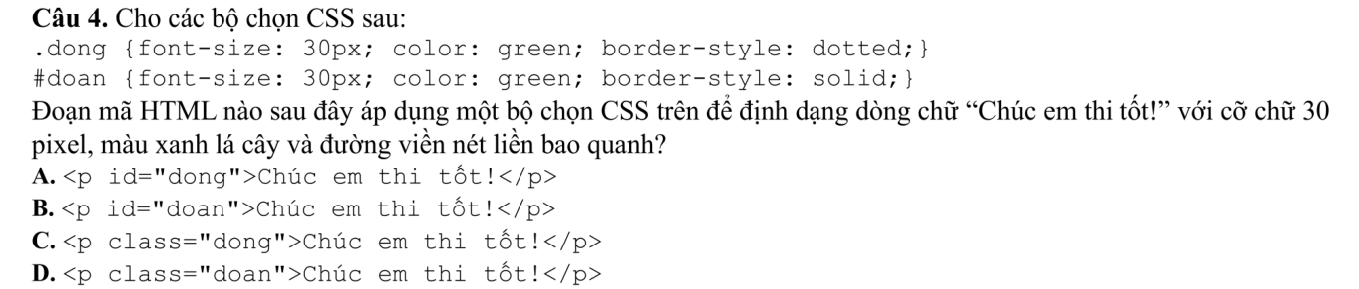 Câu 4. Cho các bộ chọn CSS sau:
.dong {font-size: 30px; color: green; border-style: dotted;}
#doan {font-size: 30px; color: green; border-style: solid;}
Đoạn mã HTML nào sau đây áp dụng một bộ chọn CSS trên để định dạng dòng chữ “Chúc em thi tốt!” với cỡ chữ 30
pixel, màu xanh lá cây và đường viền nét liền bao quanh?
A. <p id="dong">Chúc em thi tốt!</p>
B. <p id="doan">Chúc em thi tốt!</p>
C. <p class="dong">Chúc em thi tốt!</p>
D. <p class="doan">Chúc em thi tốt!</p>